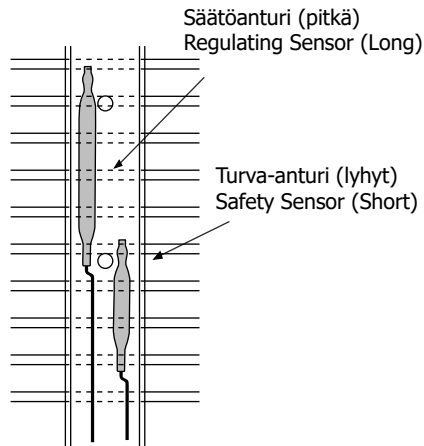 Säätöanturi (pitkä)
Regulating Sensor (Long)
Turva-anturi (lyhyt)
Safety Sensor (Short)